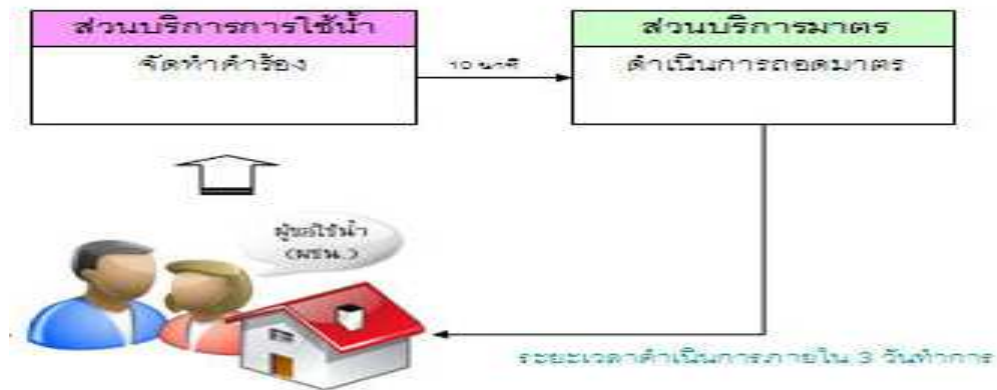 ส่วนบริการการใช้น้ำ
จัดทำคำร้อง
10 นาที
ส่วนบริการมาตร
ดำเนินการถอดมาตร
ผู้ขอใช้น้ำ
(ผชน.)
ระยะเวลาดำเนินการภายใน 3 วันทำการ